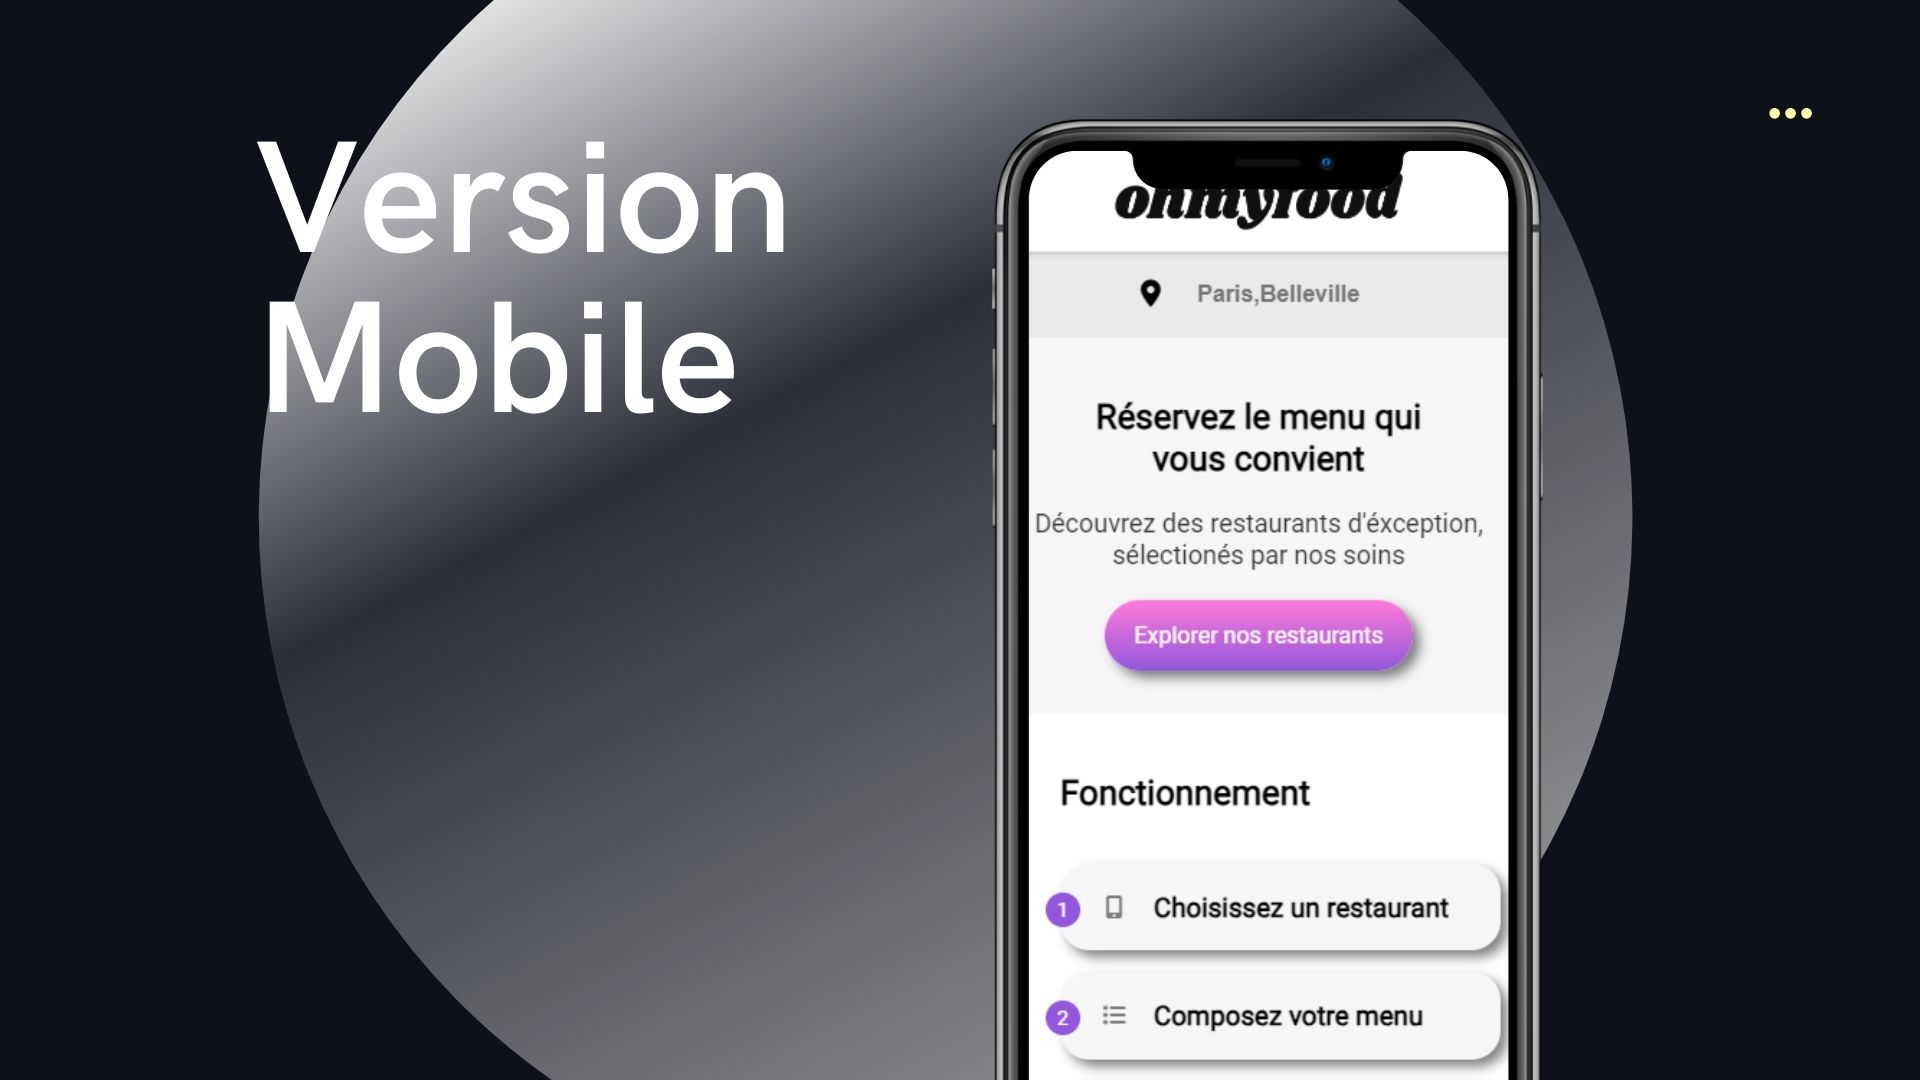 Version
Mobile
ohmyfood
Paris,Belleville
Réservez le menu qui
vous convient
Découvrez des restaurants d'éxception,
sélectionés par nos soins
Explorer nos restaurants
Fonctionnement
1 Choisissez un restaurant
2 Composez votre menu